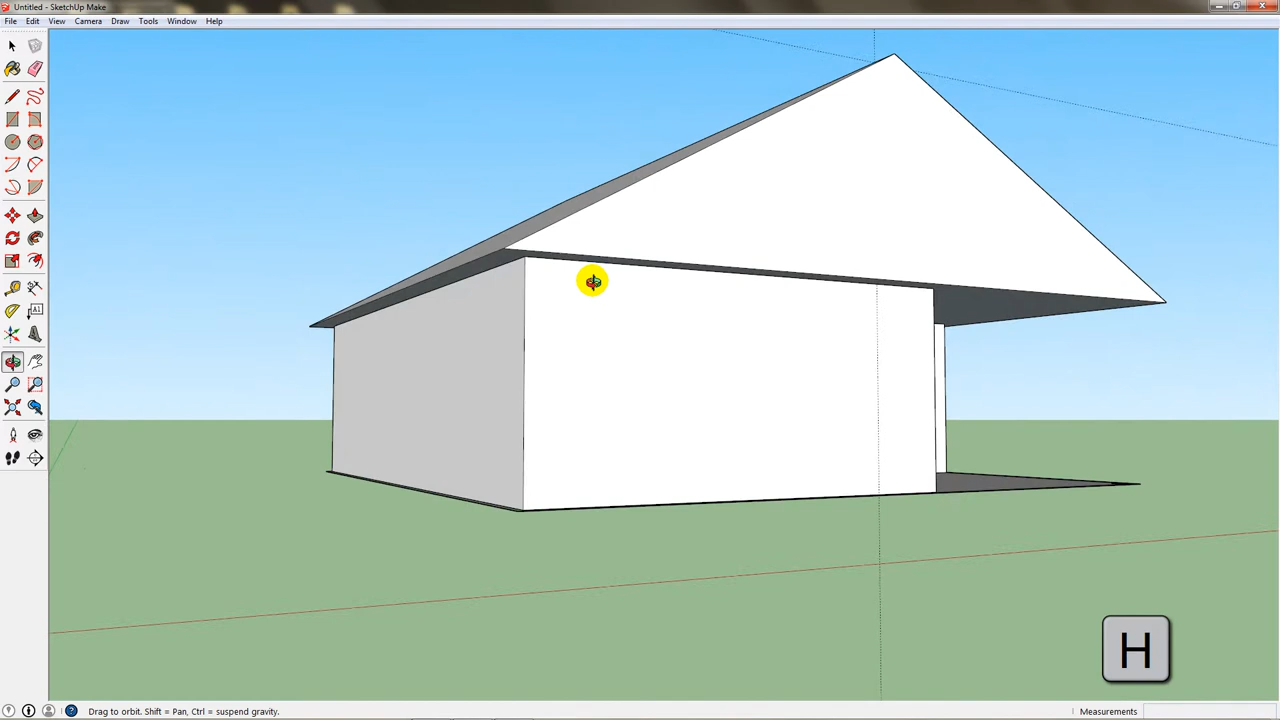 Untitled - SketchUp Make
File Edit View Camera Draw Tools Window Help
A1
H
Drag to orbit. Shift = Pan, Ctrl = suspend gravity.
Measurements